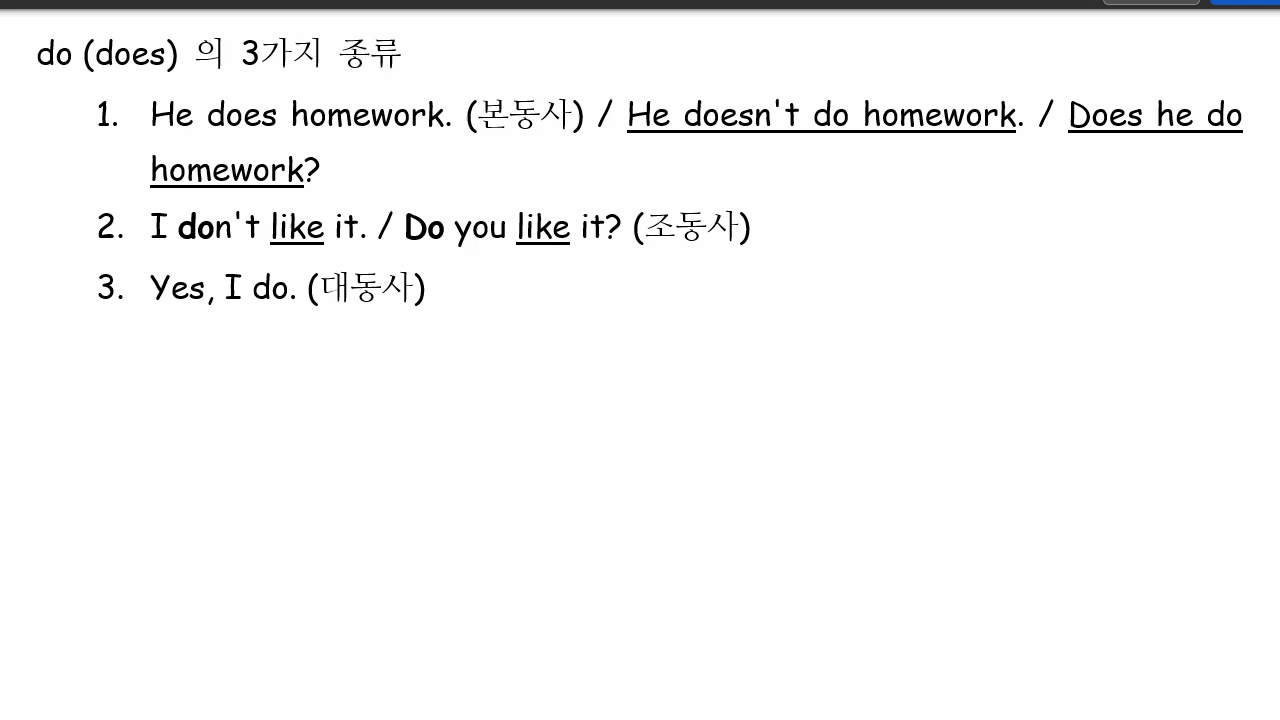 do (does) 의 3가지 종류
1. He does homework. (본동사) / He doesn't do homework. / Does he do
homework?
2. I don't like it. / Do you like it? (조동사)
3. Yes, I do. (대동사)